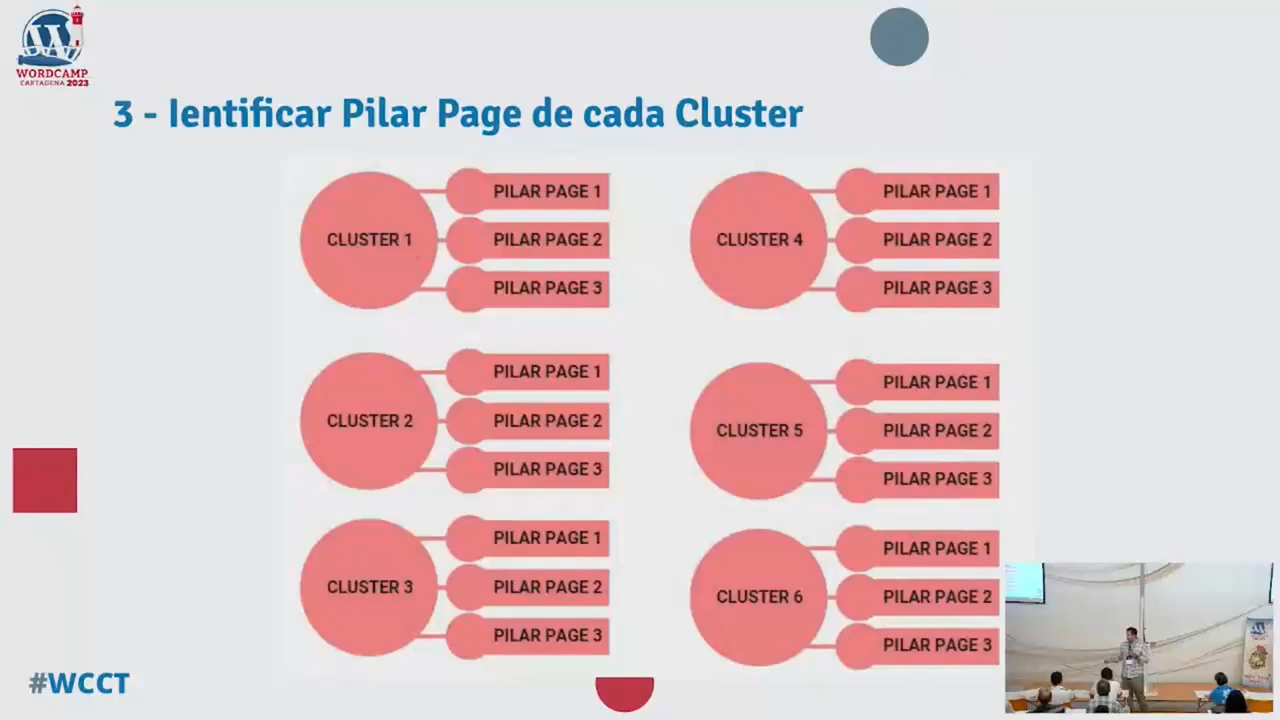 WORDCAMP
CARTAGENA 2023
3 - Ientificar Pilar Page de cada Cluster
CLUSTER 1
PILAR PAGE 1
PILAR PAGE 2
PILAR PAGE 3
CLUSTER 2
PILAR PAGE 1
PILAR PAGE 2
PILAR PAGE 3
CLUSTER 3
PILAR PAGE 1
PILAR PAGE 2
PILAR PAGE 3
CLUSTER 4
PILAR PAGE 1
PILAR PAGE 2
PILAR PAGE 3
CLUSTER 5
PILAR PAGE 1
PILAR PAGE 2
PILAR PAGE 3
CLUSTER 6
PILAR PAGE 1
PILAR PAGE 2
PILAR PAGE 3
#WCCT